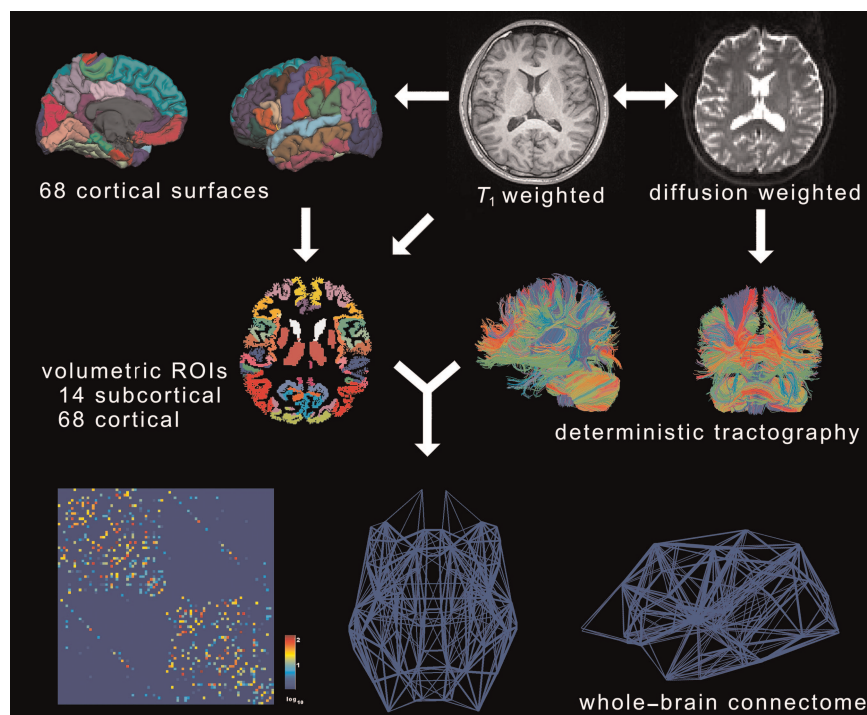 68 cortical surfaces
T1 weighted
diffusion weighted
volumetric ROIs
14 subcortical
68 cortical
deterministic tractography
2
1
log10
whole-brain connectome